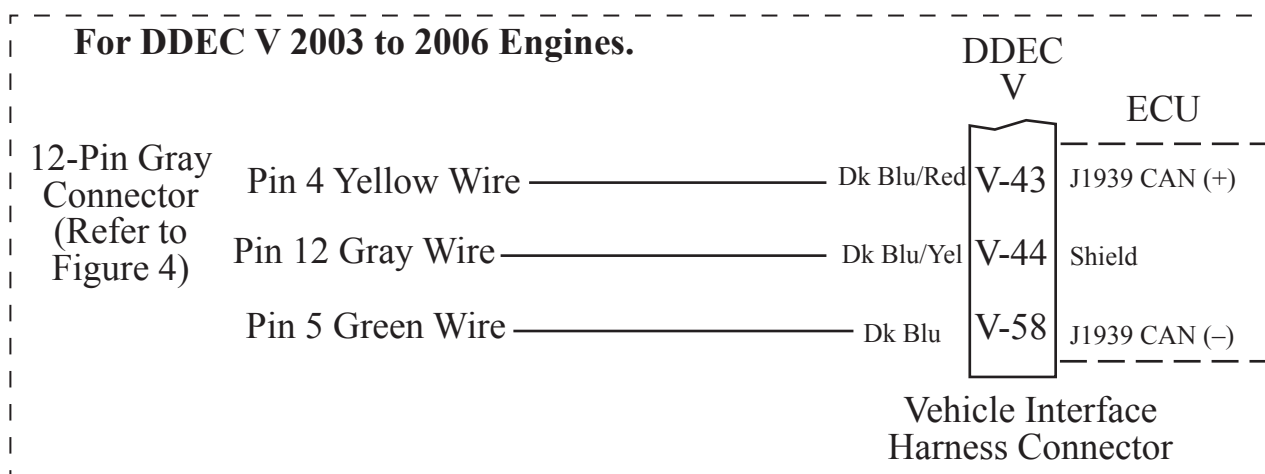 For DDEC V 2003 to 2006 Engines.
DDEC
V
ECU
12-Pin Gray
Connector
(Refer to
Figure 4)
Pin 4 Yellow Wire Dk Blu/Red V-43 J1939 CAN (+)
Pin 12 Gray Wire Dk Blu/Yel V-44 Shield
Pin 5 Green Wire Dk Blu V-58 J1939 CAN (–)
Vehicle Interface
Harness Connector